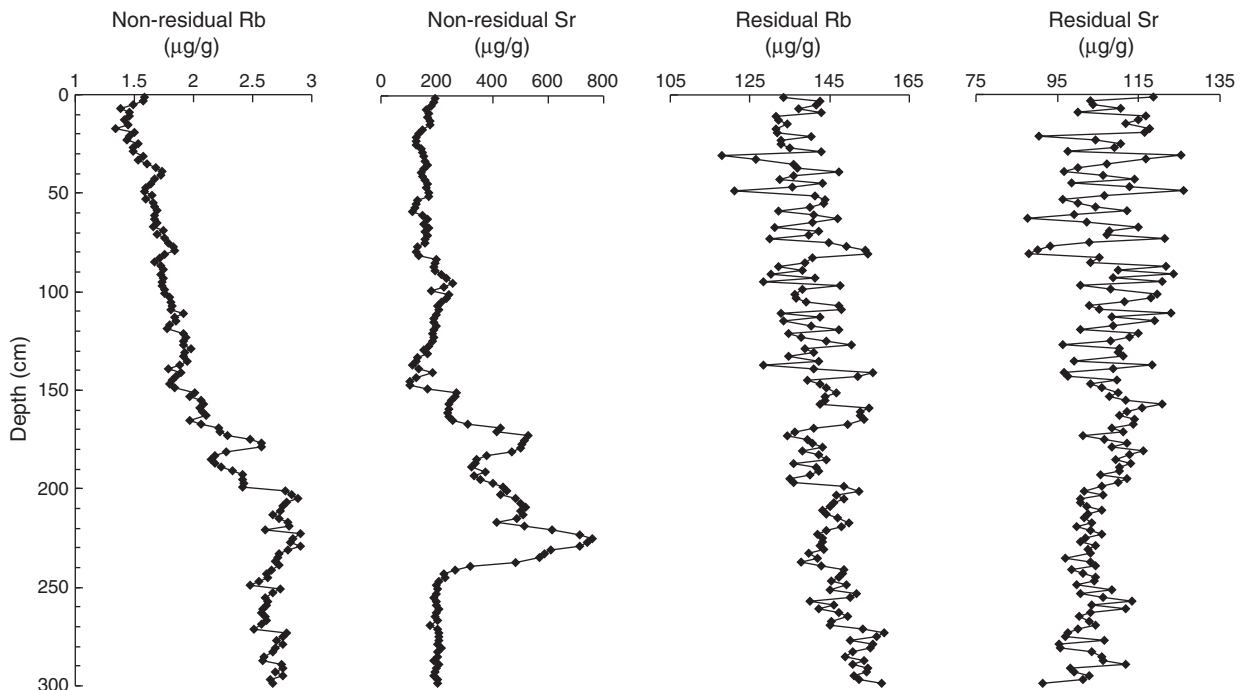 Non-residual Rb
(μg/g)
Non-residual Sr
(μg/g)
Residual Rb
(μg/g)
Residual Sr
(μg/g)
1 1.5 2 2.5 3
0 200 400 600 800
105 125 145 165
75 95 115 135
Depth (cm)
0
50
100
150
200
250
300